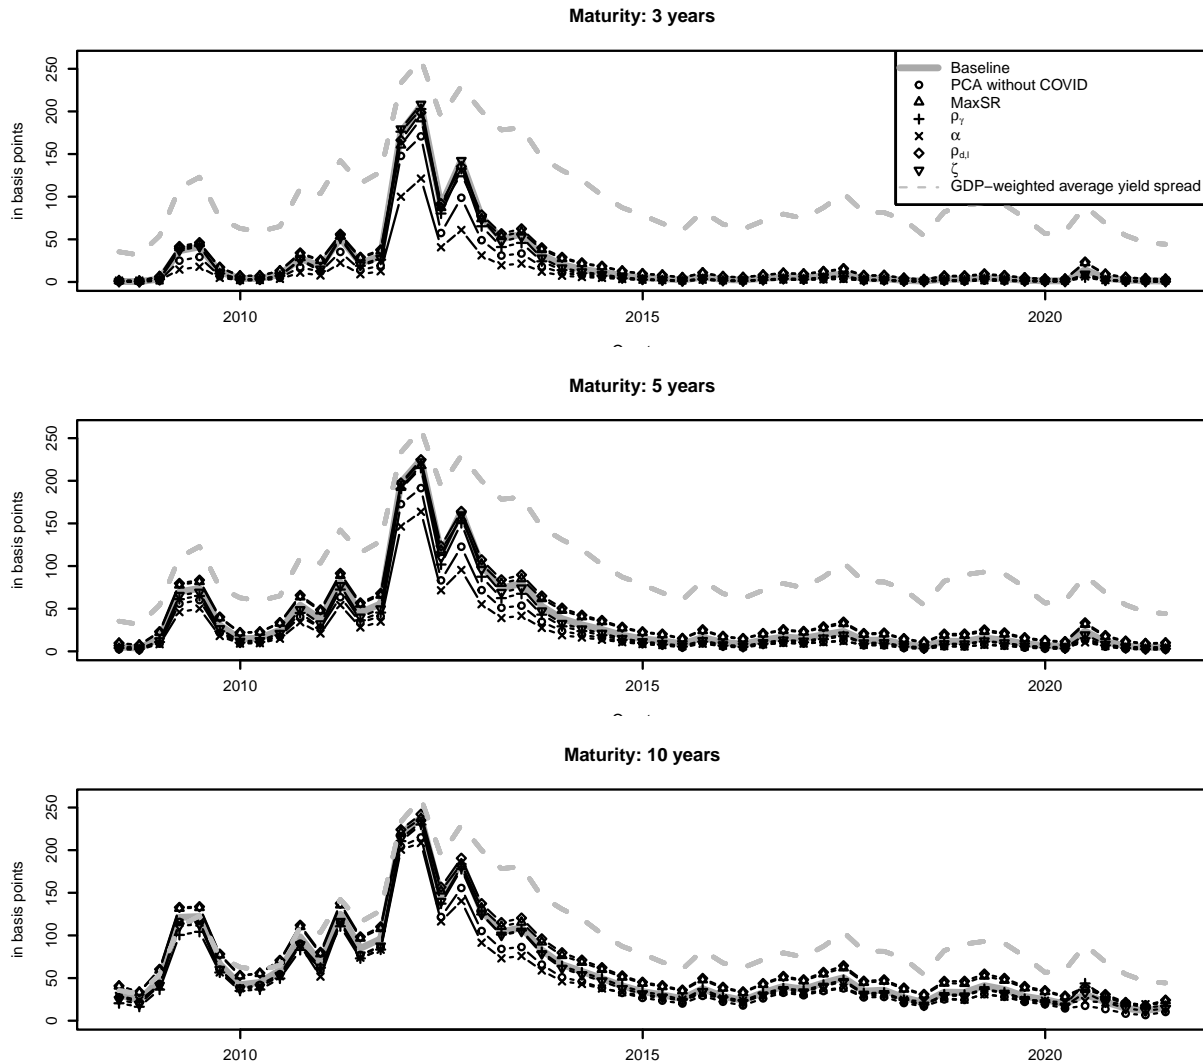 Maturity: 3 years
in basis points
0
50
100
150
200
250
Baseline
PCA without COVID
MaxSR
ργ
α
ρd,l
ζ
GDP−weighted average yield spread
2010
2015
2020
Maturity: 5 years
in basis points
0
50
100
150
200
250
2010
2015
2020
Maturity: 10 years
in basis points
0
50
100
150
200
250
2010
2015
2020